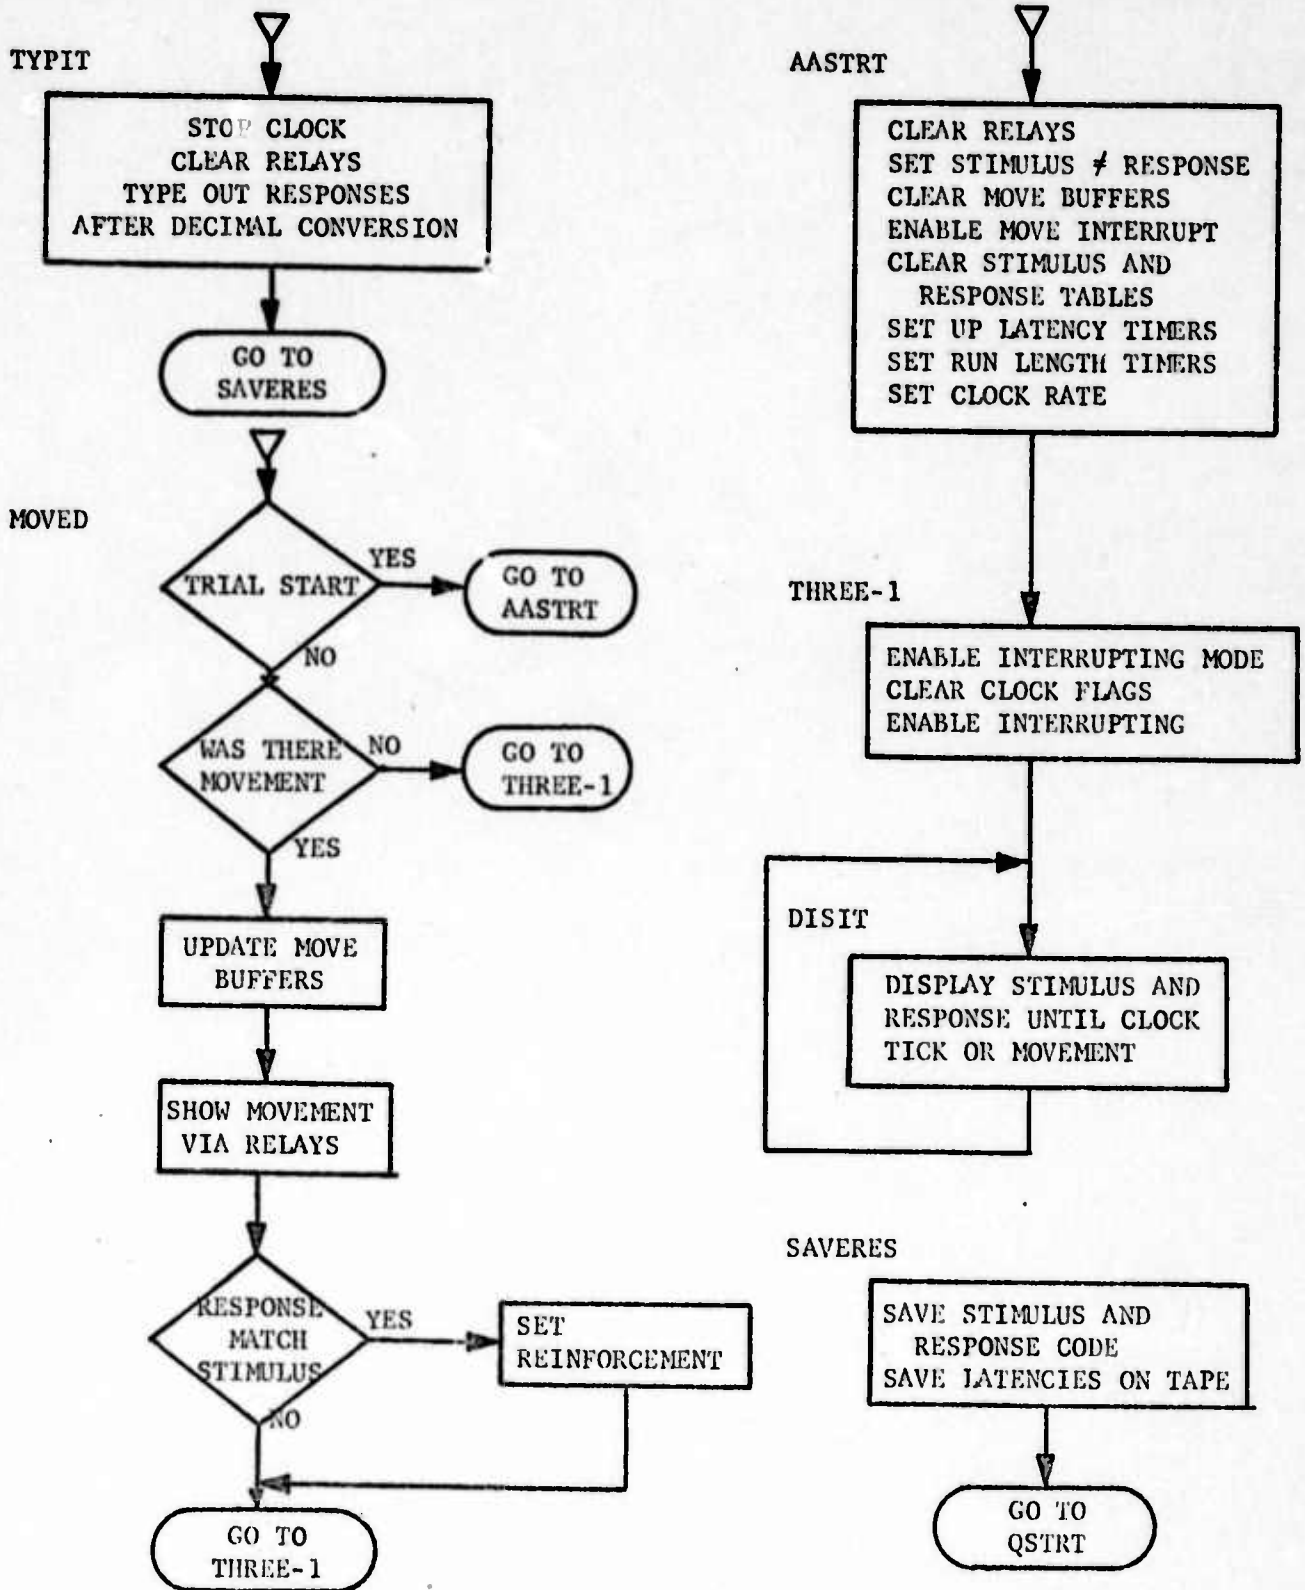 TYPIT
STOP CLOCK
CLEAR RELAYS
TYPE OUT RESPONSES
AFTER DECIMAL CONVERSION
GO TO
SAVERES
MOVED
TRIAL START
YES
GO TO
AASTRT
NO
WAS THERE
MOVEMENT
NO
GO TO
THREE-1
YES
UPDATE MOVE
BUFFERS
SHOW MOVEMENT
VIA RELAYS
RESPONSE
MATCH
STIMULUS
YES
SET
REINFORCEMENT
NO
GO TO
THREE-1
AASTRT
CLEAR RELAYS
SET STIMULUS ≠ RESPONSE
CLEAR MOVE BUFFERS
ENABLE MOVE INTERRUPT
CLEAR STIMULUS AND
RESPONSE TABLES
SET UP LATENCY TIMERS
SET RUN LENGTH TIMERS
SET CLOCK RATE
THREE-1
ENABLE INTERRUPTING MODE
CLEAR CLOCK FLAGS
ENABLE INTERRUPTING
DISIT
DISPLAY STIMULUS AND
RESPONSE UNTIL CLOCK
TICK OR MOVEMENT
SAVERES
SAVE STIMULUS AND
RESPONSE CODE
SAVE LATENCIES ON TAPE
GO TO
QSTRT